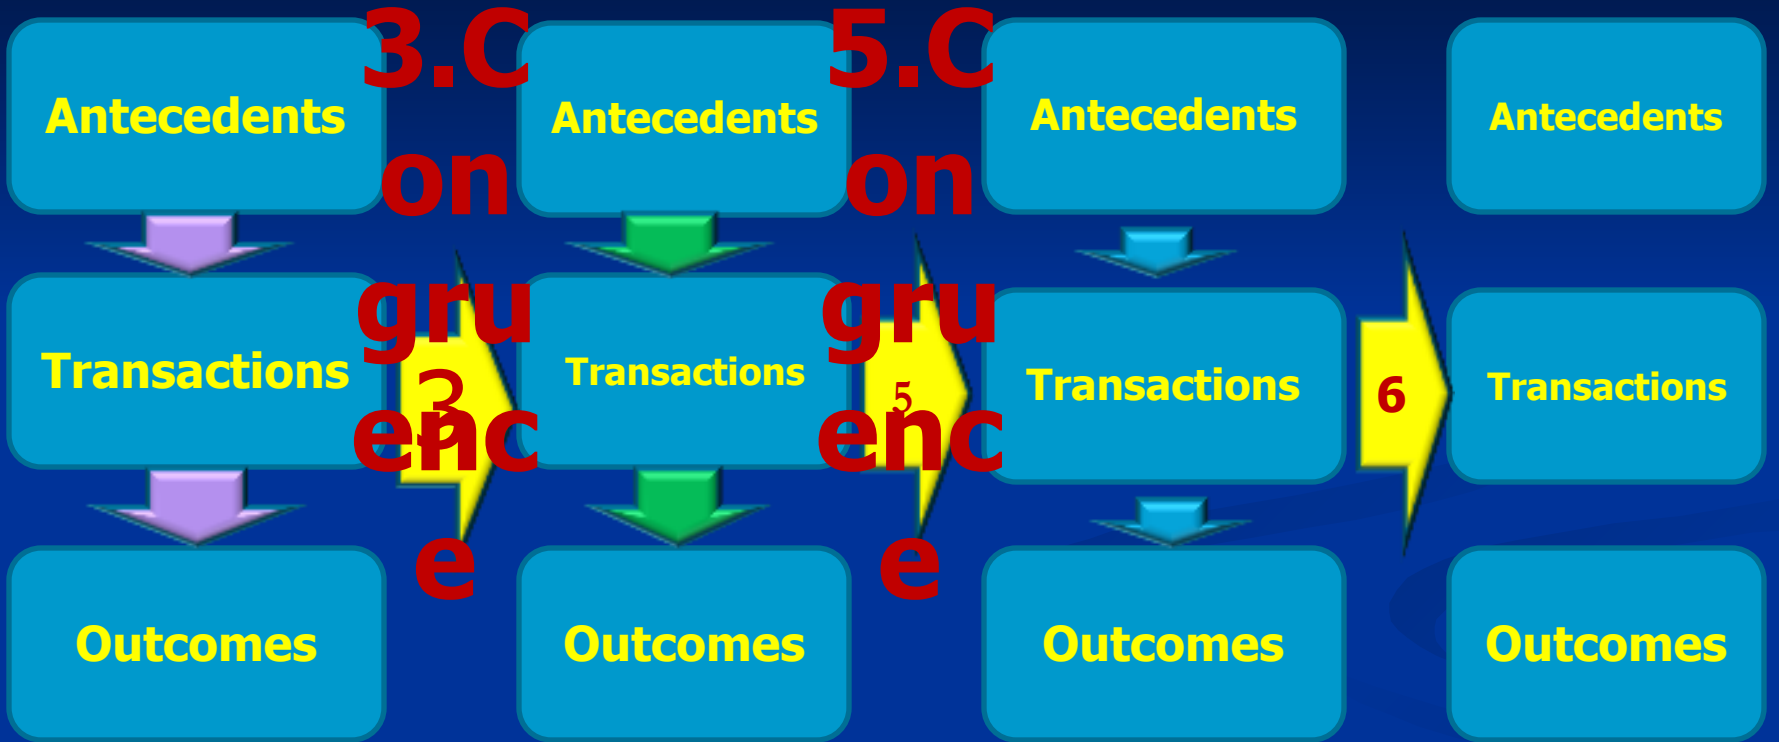 Antecedents
3.C
on
gru
enc
e
Antecedents
5.C
on
gru
enc
e
Antecedents
Antecedents
Transactions
3
Transactions
5
Transactions
6
Transactions
Outcomes
Outcomes
Outcomes
Outcomes